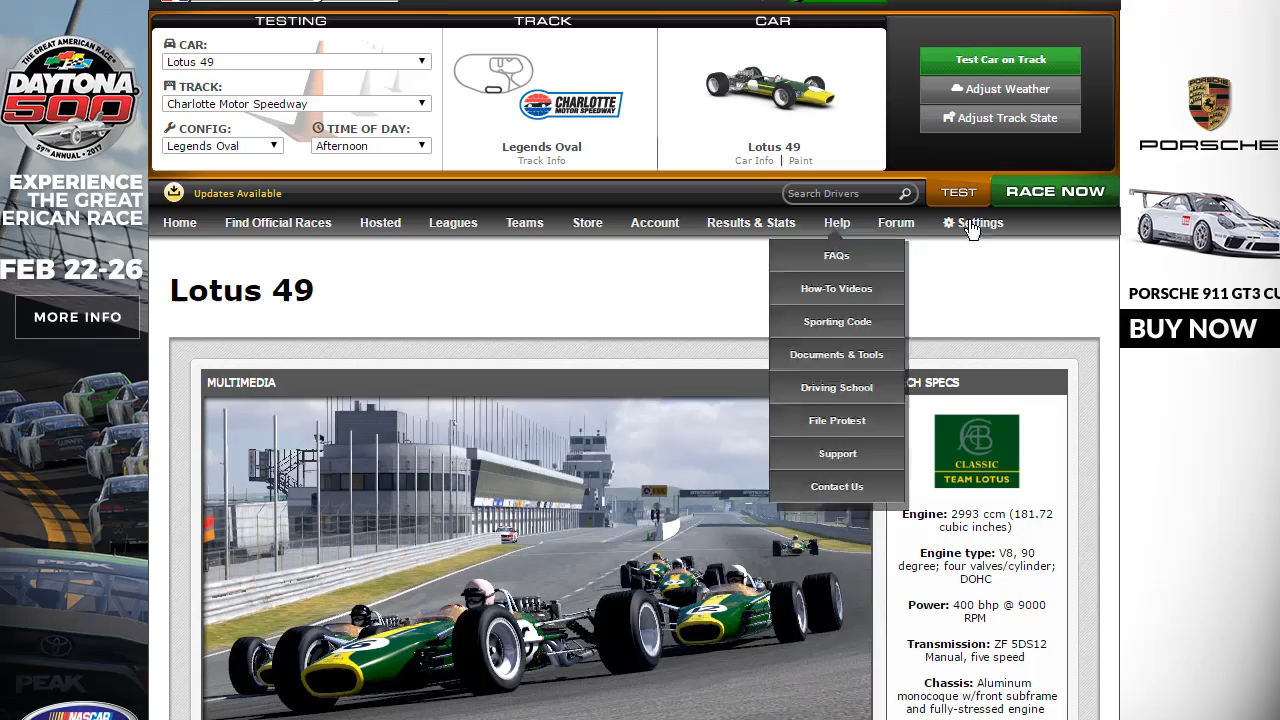 TESTING
TRACK
CAR
CAR:
Lotus 49
TRACK:
Charlotte Motor Speedway
CONFIG:
TIME OF DAY:
Legends Oval
Afternoon
CHARLOTTE
MOTOR SPEEDWAY
Legends Oval
Track Info
Lotus 49
Car Info | Paint
Test Car on Track
Adjust Weather
Adjust Track State
Updates Available
Search Drivers
TEST
RACE NOW
Home
Find Official Races
Hosted
Leagues
Teams
Store
Account
Results & Stats
Help
Forum
Settings
FAQs
How-To Videos
Sporting Code
Documents & Tools
Driving School
File Protest
Support
Contact Us
Lotus 49
MULTIMEDIA
CH SPECS
CLASSIC
TEAM LOTUS
Engine: 2993 ccm (181.72
cubic inches)
Engine type: V8, 90
degree; four valves/cylinder;
DOHC
Power: 400 bhp @ 9000
RPM
Transmission: ZF 5DS12
Manual, five speed
Chassis: Aluminum
monocoque w/front subframe
and fully-stressed engine
THE GREAT AMERICAN RACE
DAYTONA
500
59TH ANNUAL • 2017
EXPERIENCE
THE GREAT
ERICAN RACE
FEB 22-26
MORE INFO
PEAK
NASCAR
PORSCHE
PORSCHE 911 GT3 CU
BUY NOW